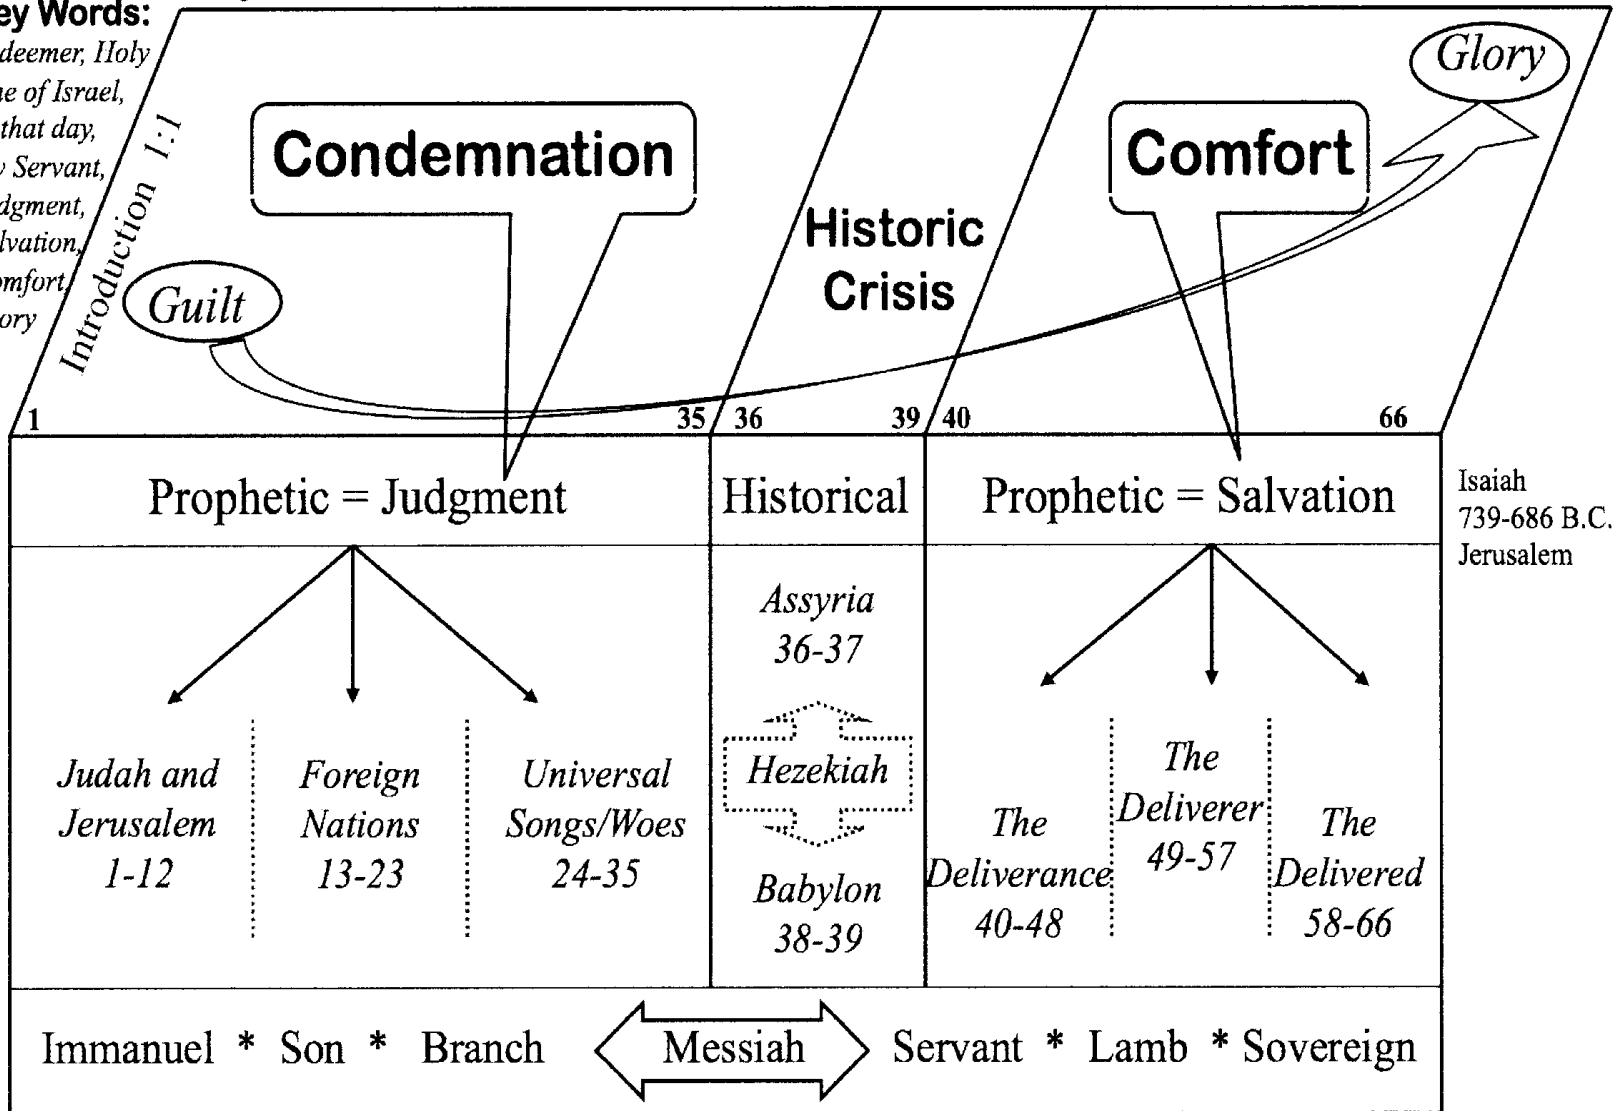 ey Words:
deemer, Holy
ne of Israel,
that day,
y Servant,
dgment,
lvation,
omfort,
ory
Introduction 1:1
Condemnation
Comfort
Glory
Historic
Crisis
Guilt
1
35
36
39
40
66
Prophetic = Judgment
Historical
Prophetic = Salvation
Isaiah
739-686 B.C.
Jerusalem
Judah and
Jerusalem
1-12
Foreign
Nations
13-23
Universal
Songs/Woes
24-35
Assyria
36-37
Hezekiah
Babylon
38-39
The
Deliverance
40-48
The
Deliverer
49-57
The
Delivered
58-66
Immanuel * Son * Branch
Messiah
Servant * Lamb * Sovereign